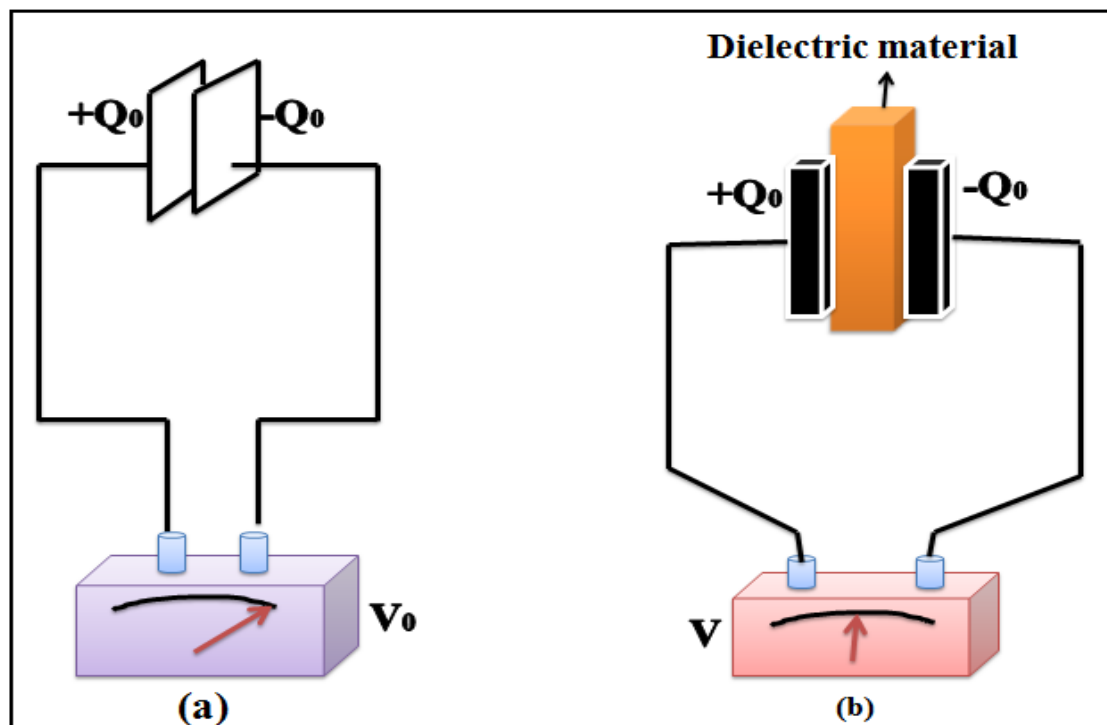 Dielectric material
+Q₀
-Q₀
+Q₀
-Q₀
V₀
V
(a)
(b)